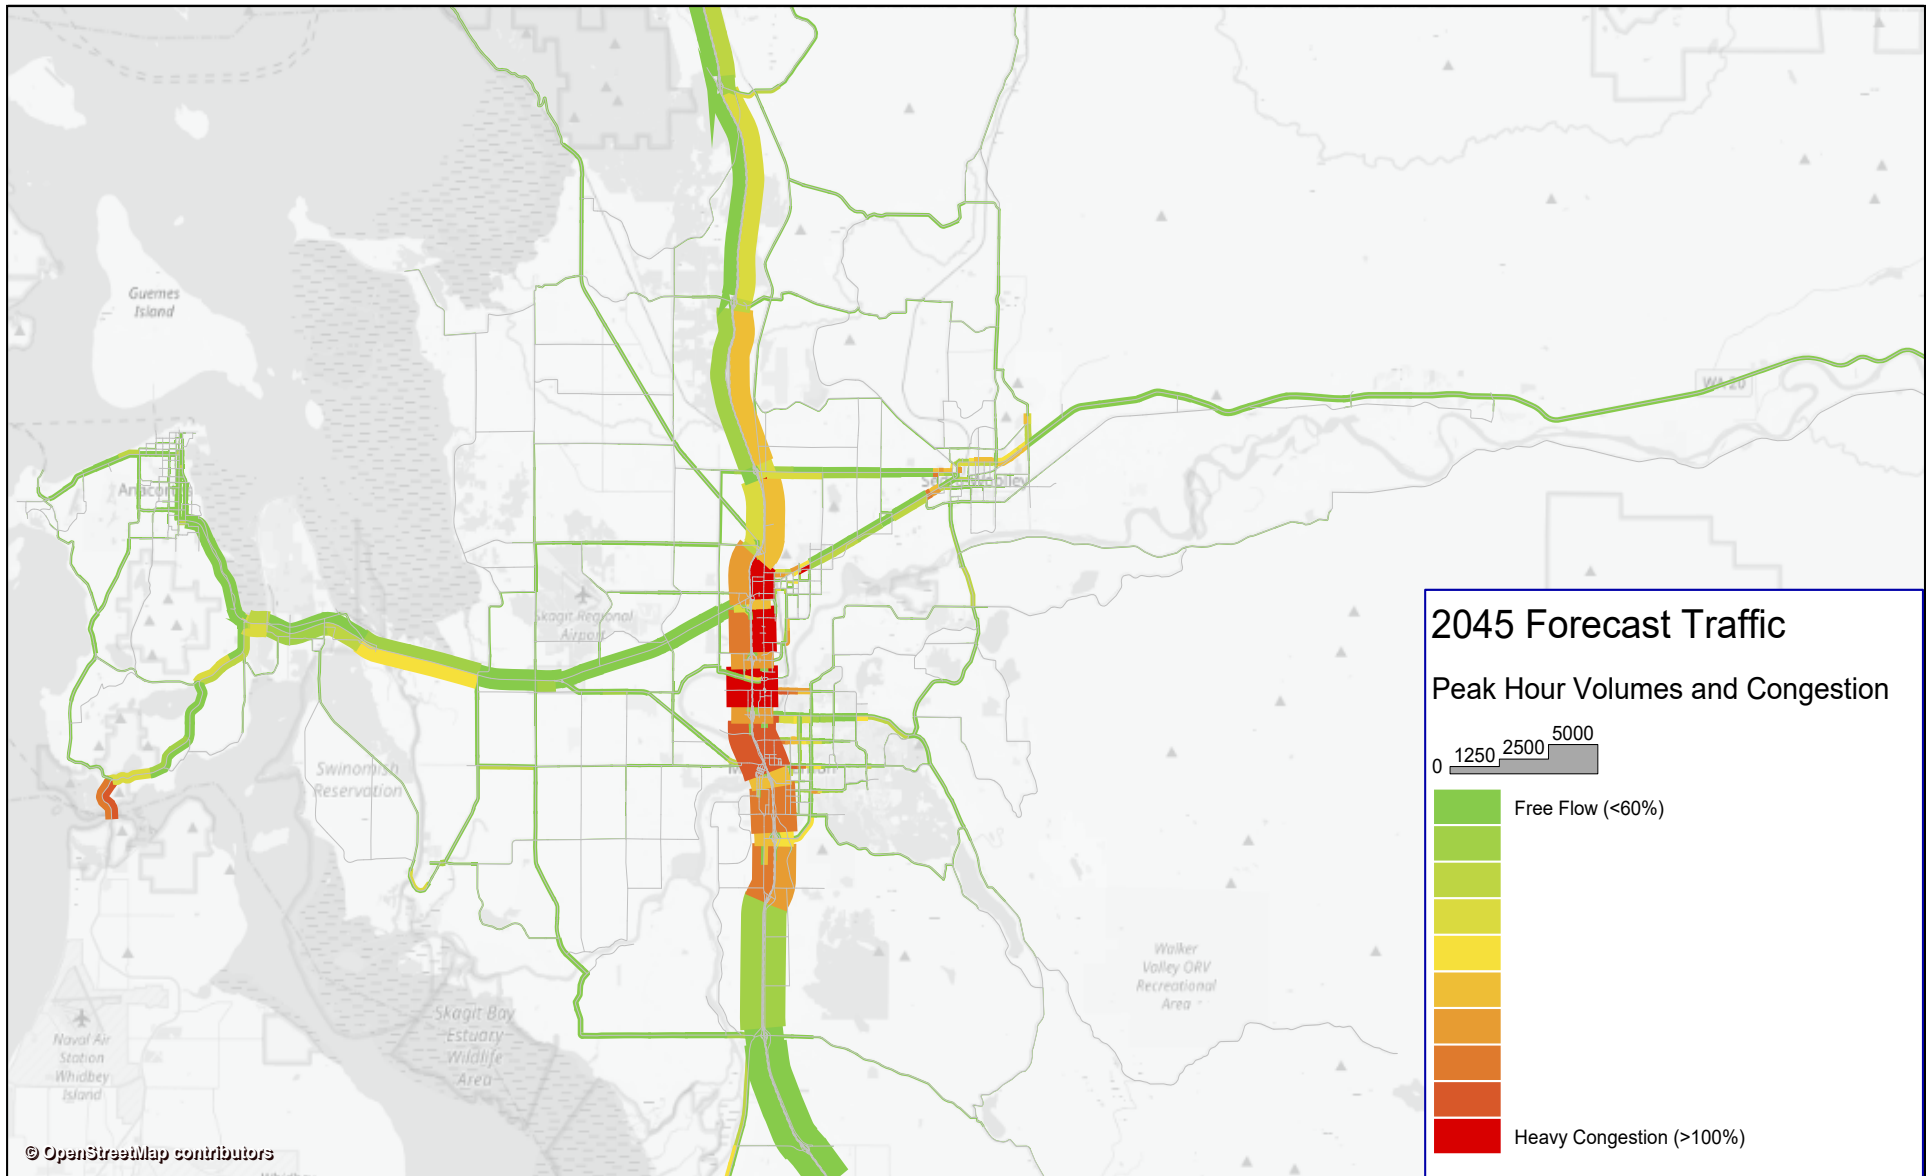 Guemes
Island
WA 20
Skagit Regional
Airport
Swinomish
Reservation
Walker
Valley ORV
Recreational
Area
Skagit Bay
Estuary
Wildlife
Area
Naval Air
Station
Whidbey
Island
© OpenStreetMap contributors
2045 Forecast Traffic
Peak Hour Volumes and Congestion
0 1250 2500 5000
Free Flow (<60%)
Heavy Congestion (>100%)